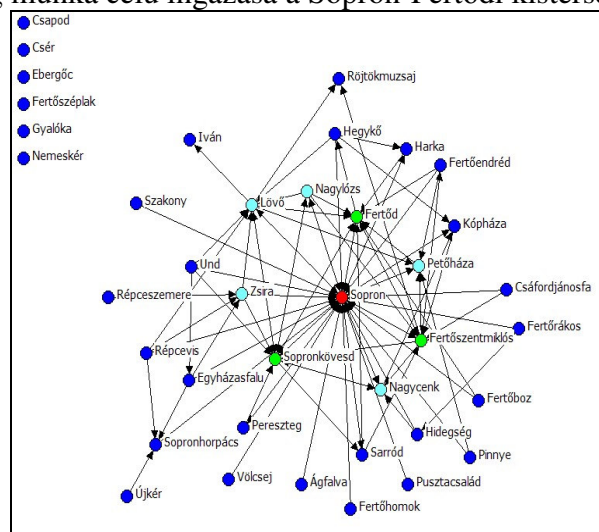 munka célú ingázása a Sopron-Fertődi kistérsé
Csapod
Csér
Ebergőc
Fertőszéplak
Gyalóka
Nemeskér
Röjtökmuzsaj
Hegykő
Harka
Iván
Fertőendréd
Nagylózs
Lövő
Szakony
Fertőd
Kópháza
Und
Petőháza
Csáfordjánosfa
Répceszemere
Zsira
Sopron
Fertőrákos
Fertőszentmiklós
Répcevis
Sopronkövesd
Egyházasfalu
Nagycenk
Fertőboz
Pereszteg
Hidegség
Sopronhorpács
Sarród
Pinnye
Völcsej
Ágfalva
Pusztacsalád
Újkér
Fertőhomok